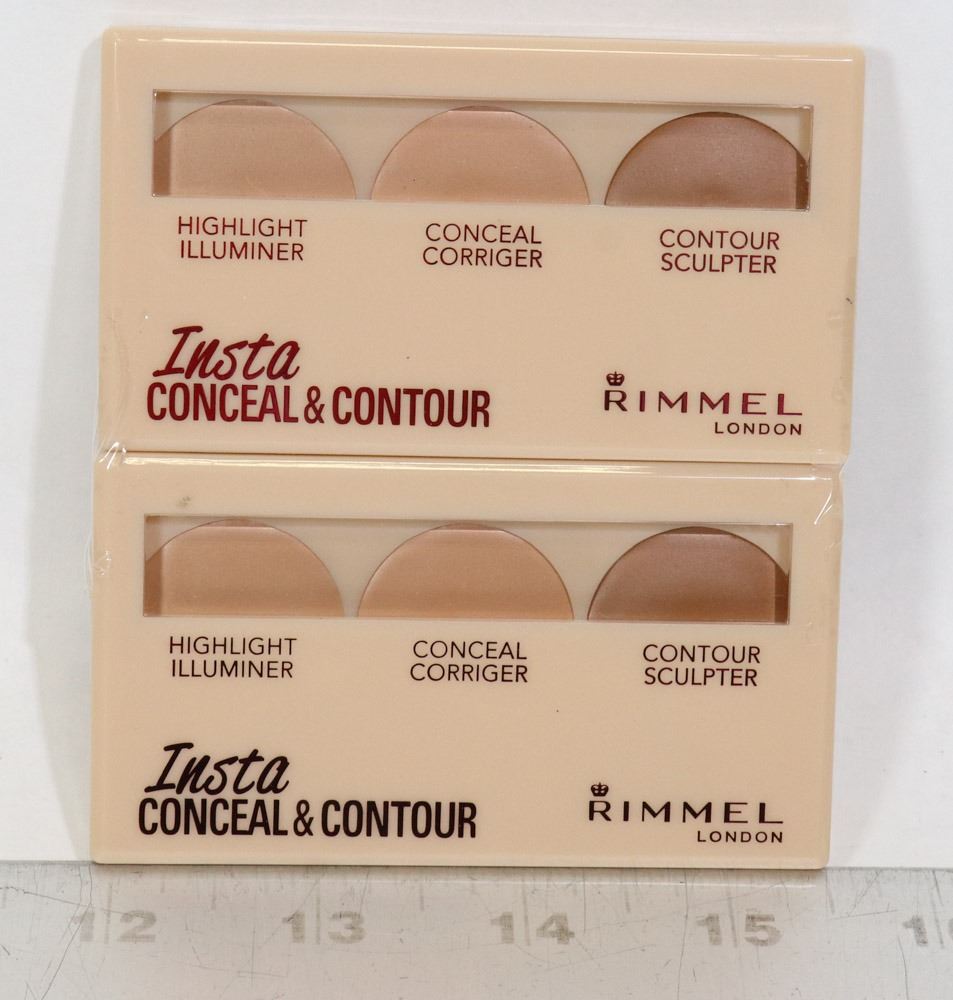 HIGHLIGHT
ILLUMINER
CONCEAL
CORRIGER
CONTOUR
SCULPTER
Insta
CONCEAL & CONTOUR
RIMMEL
LONDON
HIGHLIGHT
ILLUMINER
CONCEAL
CORRIGER
CONTOUR
SCULPTER
Insta
CONCEAL & CONTOUR
RIMMEL
LONDON
12 13 14 15